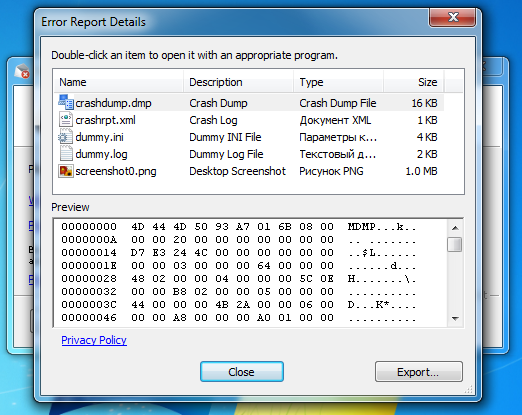 Error Report Details
Double-click an item to open it with an appropriate program.
Name Description Type Size
crashdump.dmp Crash Dump Crash Dump File 16 KB
crashrpt.xml Crash Log Документ XML 1 KB
dummy.ini Dummy INI File Параметры к... 4 KB
dummy.log Dummy Log File Текстовый д... 2 KB
screenshot0.png Desktop Screenshot Рисунок PNG 1.0 MB
Preview
00000000 4D 44 4D 50 93 A7 01 6B 08 00 MDMP...k..
0000000A 00 00 20 00 00 00 00 00 00 00 .. .......
00000014 D7 E3 24 4C 00 00 00 00 00 00 ..$L......
0000001E 00 00 03 00 00 00 64 00 00 00 ......d...
00000028 48 02 00 00 04 00 00 00 5C 0E H.......\.
00000032 00 00 B8 02 00 00 05 00 00 00 ..........
0000003C 44 00 00 00 4B 2A 00 00 06 00 D...K*....
00000046 00 00 A8 00 00 00 A0 01 00 00 ..........
Privacy Policy
Close Export...